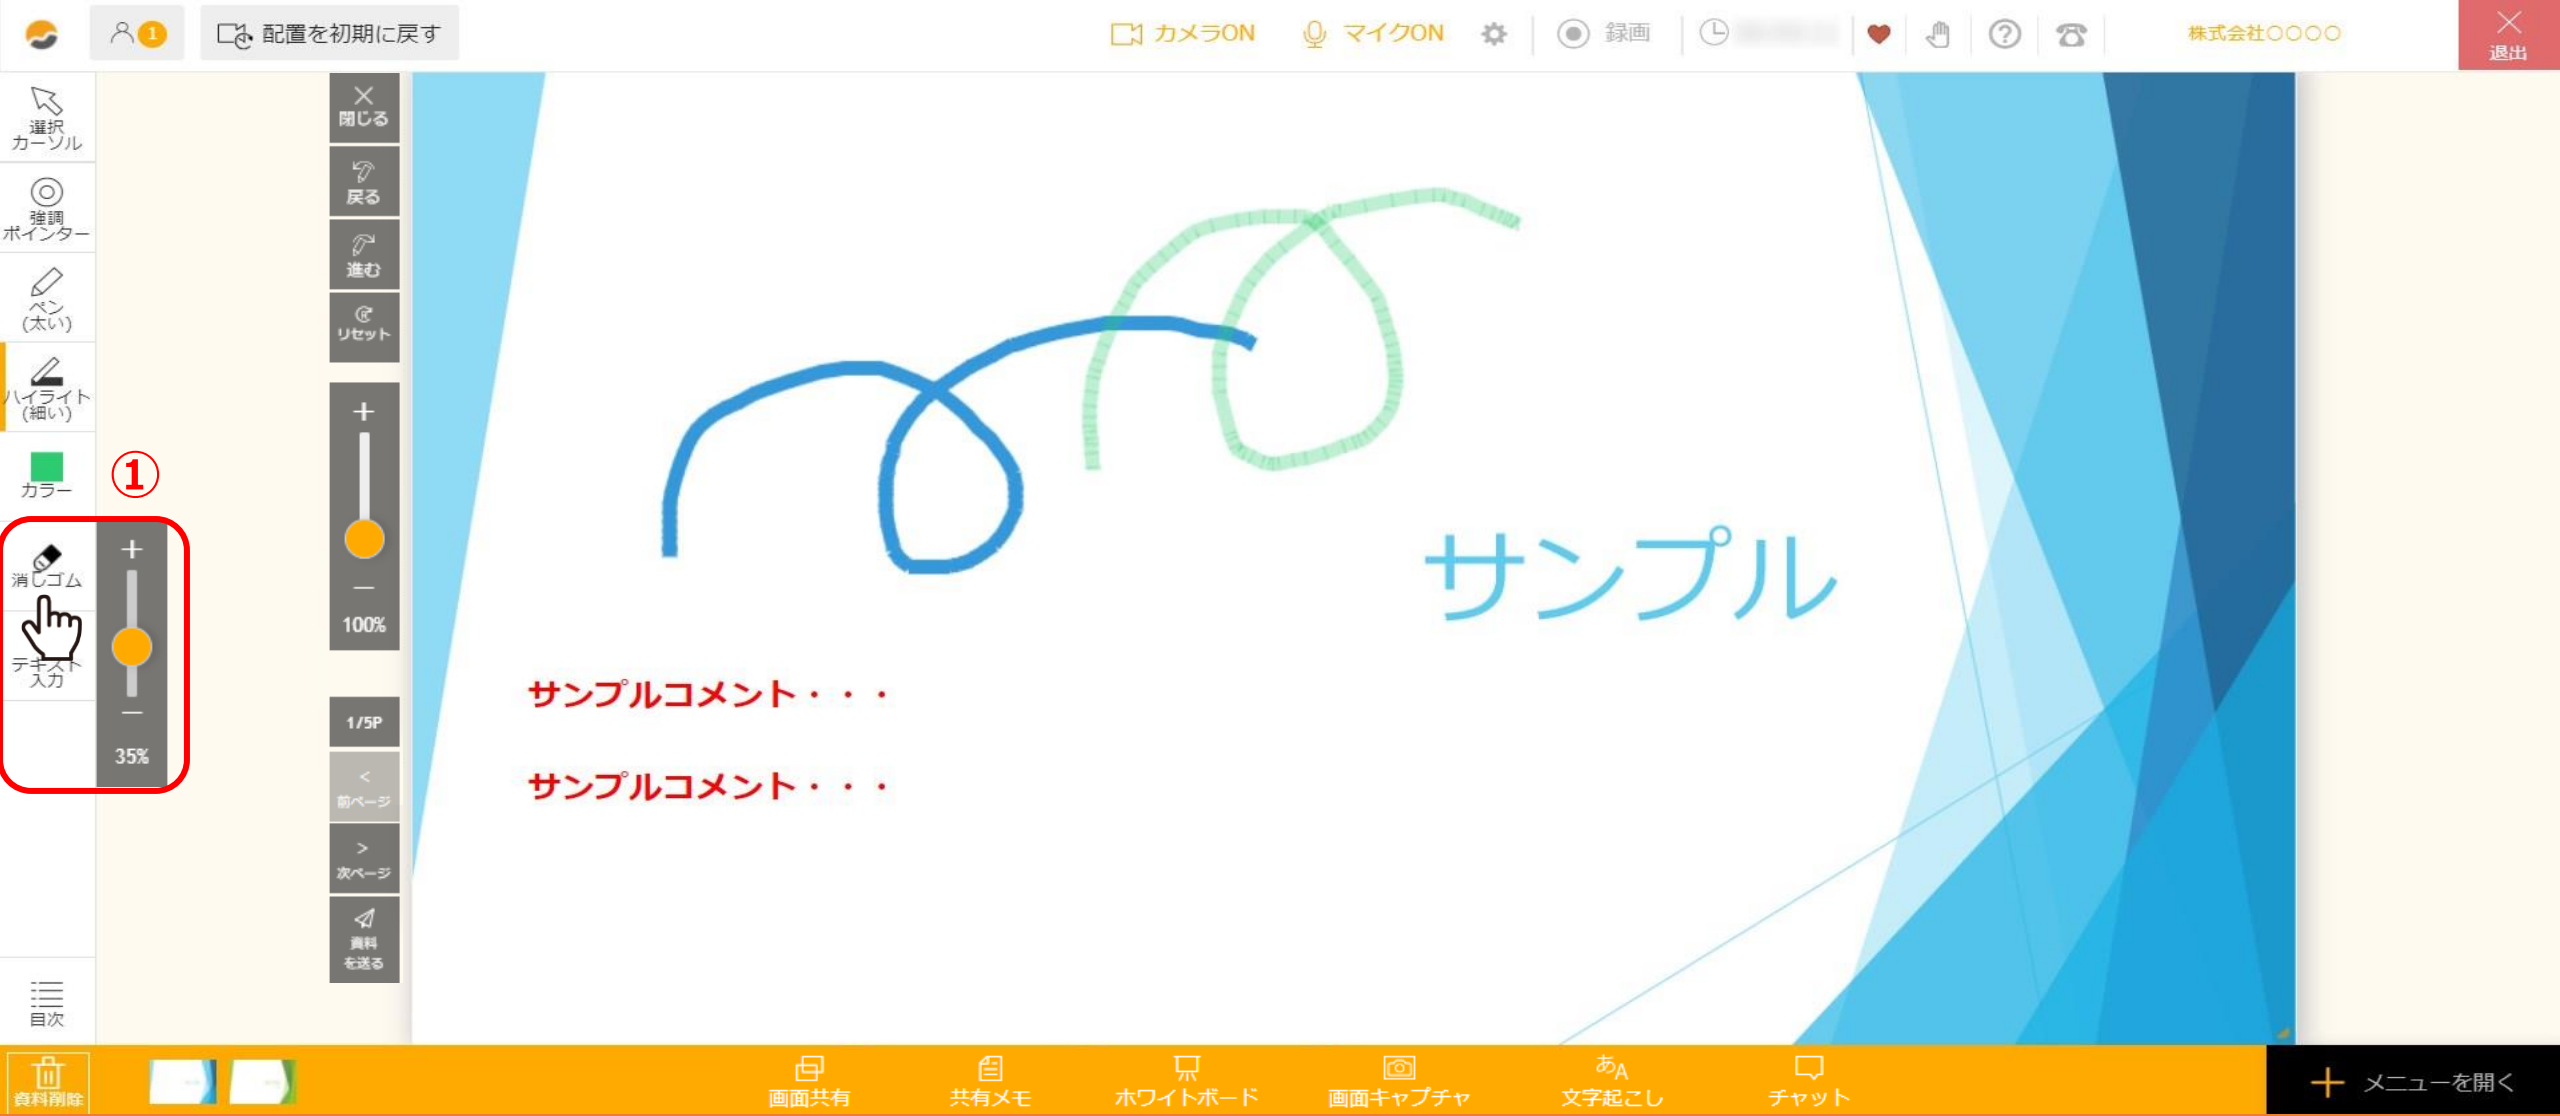 1
配置を初期に戻す
カメラON
マイクON
録画
株式会社○○○○
退出
選択
カーソル
強調
ポインター
ペン
(太い)
ハイライト
(細い)
カラー
①
消しゴム
テキスト
入力
+
−
35%
目次
閉じる
戻る
進む
リセット
+
−
100%
1/5P
<
前ページ
>
次ページ
資料
を送る
サンプル
サンプルコメント・・・
サンプルコメント・・・
資料削除
画面共有
共有メモ
ホワイトボード
画面キャプチャ
あA
文字起こし
チャット
メニューを開く